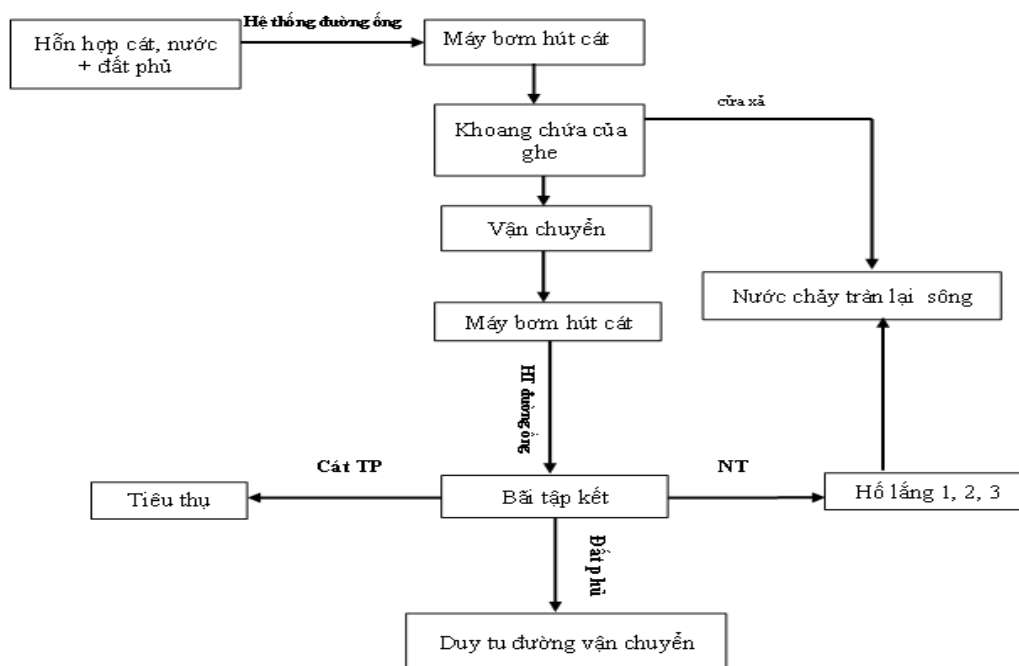 Hệ thống đường ống
Hỗn hợp cát, nước
+ đất phủ
Máy bơm hút cát
cửa xả
Khoang chứa của
ghe
Vận chuyển
Nước chảy tràn lại sông
Máy bơm hút cát
HT đường ống
Cát TP
NT
Tiêu thụ
Bãi tập kết
Hố lắng 1, 2, 3
Đất phủ
Duy tu đường vận chuyển